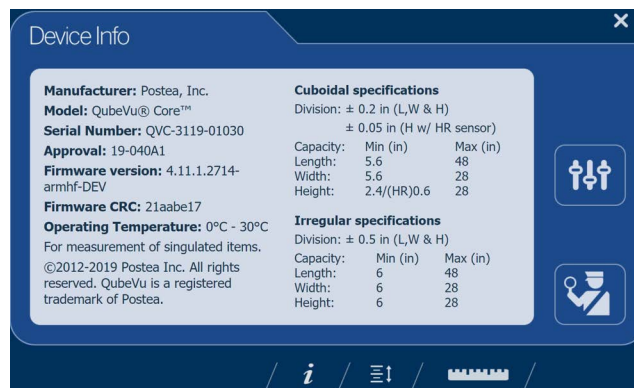 Device Info
Manufacturer: Postea, Inc.
Model: QubeVu® Core™
Serial Number: QVC-3119-01030
Approval: 19-040A1
Firmware version: 4.11.1.2714-
armhf-DEV
Firmware CRC: 21aabe17
Operating Temperature: 0°C - 30°C
For measurement of singulated items.
©2012-2019 Postea Inc. All rights
reserved. QubeVu is a registered
trademark of Postea.
Cuboidal specifications
Division: ± 0.2 in (L,W & H)
± 0.05 in (H w/ HR sensor)
Capacity: Min (in) Max (in)
Length: 5.6 48
Width: 5.6 28
Height: 2.4/(HR)0.6 28
Irregular specifications
Division: ± 0.5 in (L,W & H)
Capacity: Min (in) Max (in)
Length: 6 48
Width: 6 28
Height: 6 28